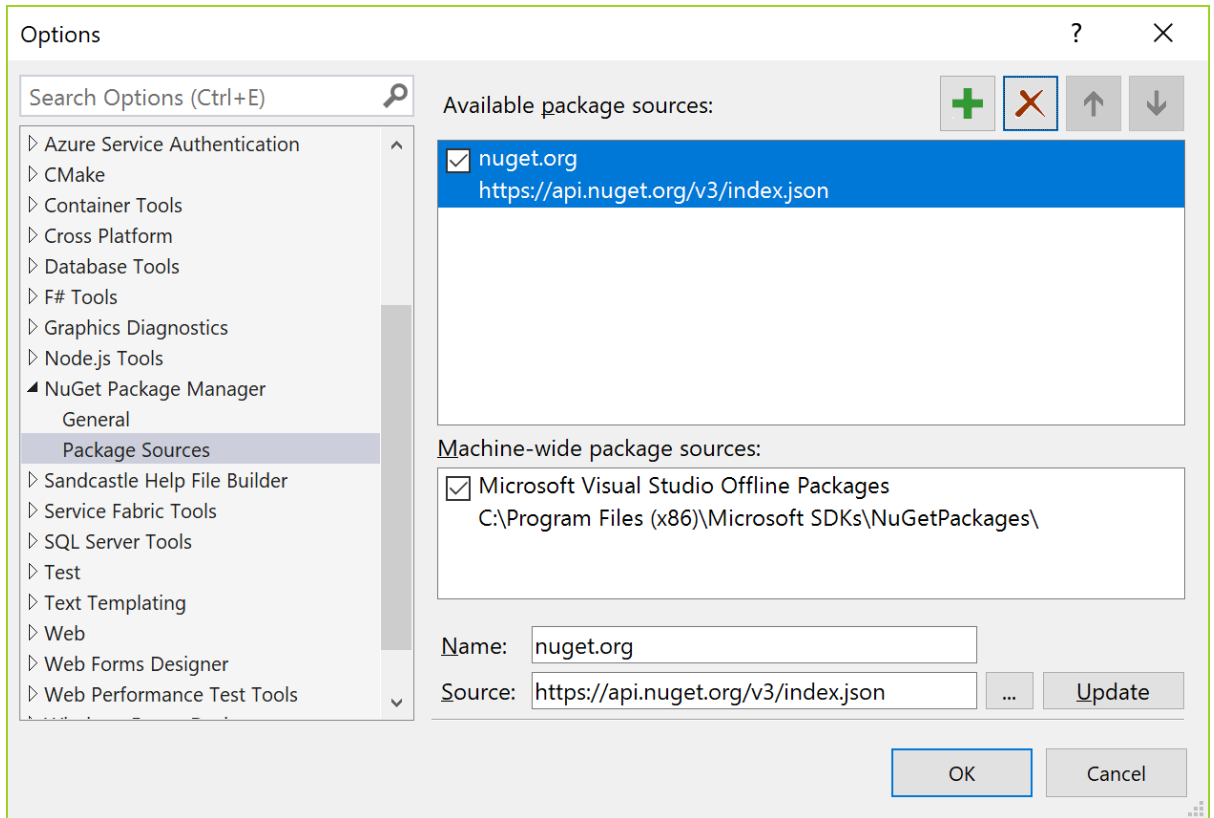 Options
?
Search Options (Ctrl+E)
Azure Service Authentication
CMake
Container Tools
Cross Platform
Database Tools
F# Tools
Graphics Diagnostics
Node.js Tools
NuGet Package Manager
General
Package Sources
Sandcastle Help File Builder
Service Fabric Tools
SQL Server Tools
Test
Text Templating
Web
Web Forms Designer
Web Performance Test Tools
Available package sources:
nuget.org
https://api.nuget.org/v3/index.json
Machine-wide package sources:
Microsoft Visual Studio Offline Packages
C:\Program Files (x86)\Microsoft SDKs\NuGetPackages\
Name: nuget.org
Source: https://api.nuget.org/v3/index.json ... Update
OK Cancel